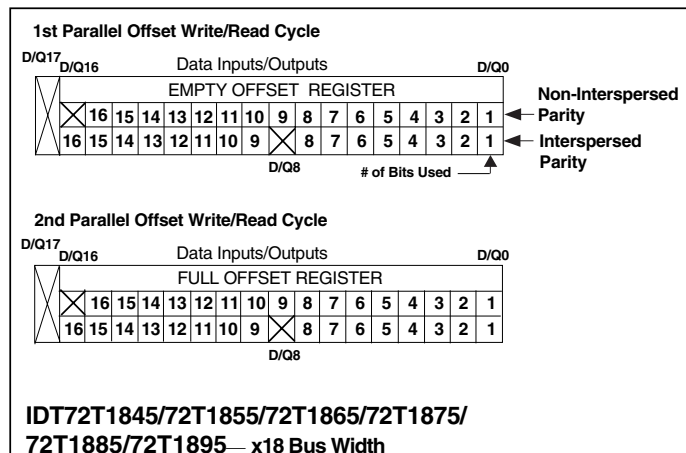 1st Parallel Offset Write/Read Cycle
D/Q17 D/Q16 Data Inputs/Outputs D/Q0
EMPTY OFFSET REGISTER
16 15 14 13 12 11 10 9 8 7 6 5 4 3 2 1 Non-Interspersed Parity
16 15 14 13 12 11 10 9 8 7 6 5 4 3 2 1 Interspersed Parity
D/Q8 # of Bits Used
2nd Parallel Offset Write/Read Cycle
D/Q17 D/Q16 Data Inputs/Outputs D/Q0
FULL OFFSET REGISTER
16 15 14 13 12 11 10 9 8 7 6 5 4 3 2 1
16 15 14 13 12 11 10 9 8 7 6 5 4 3 2 1
D/Q8
IDT72T1845/72T1855/72T1865/72T1875/
72T1885/72T1895— x18 Bus Width